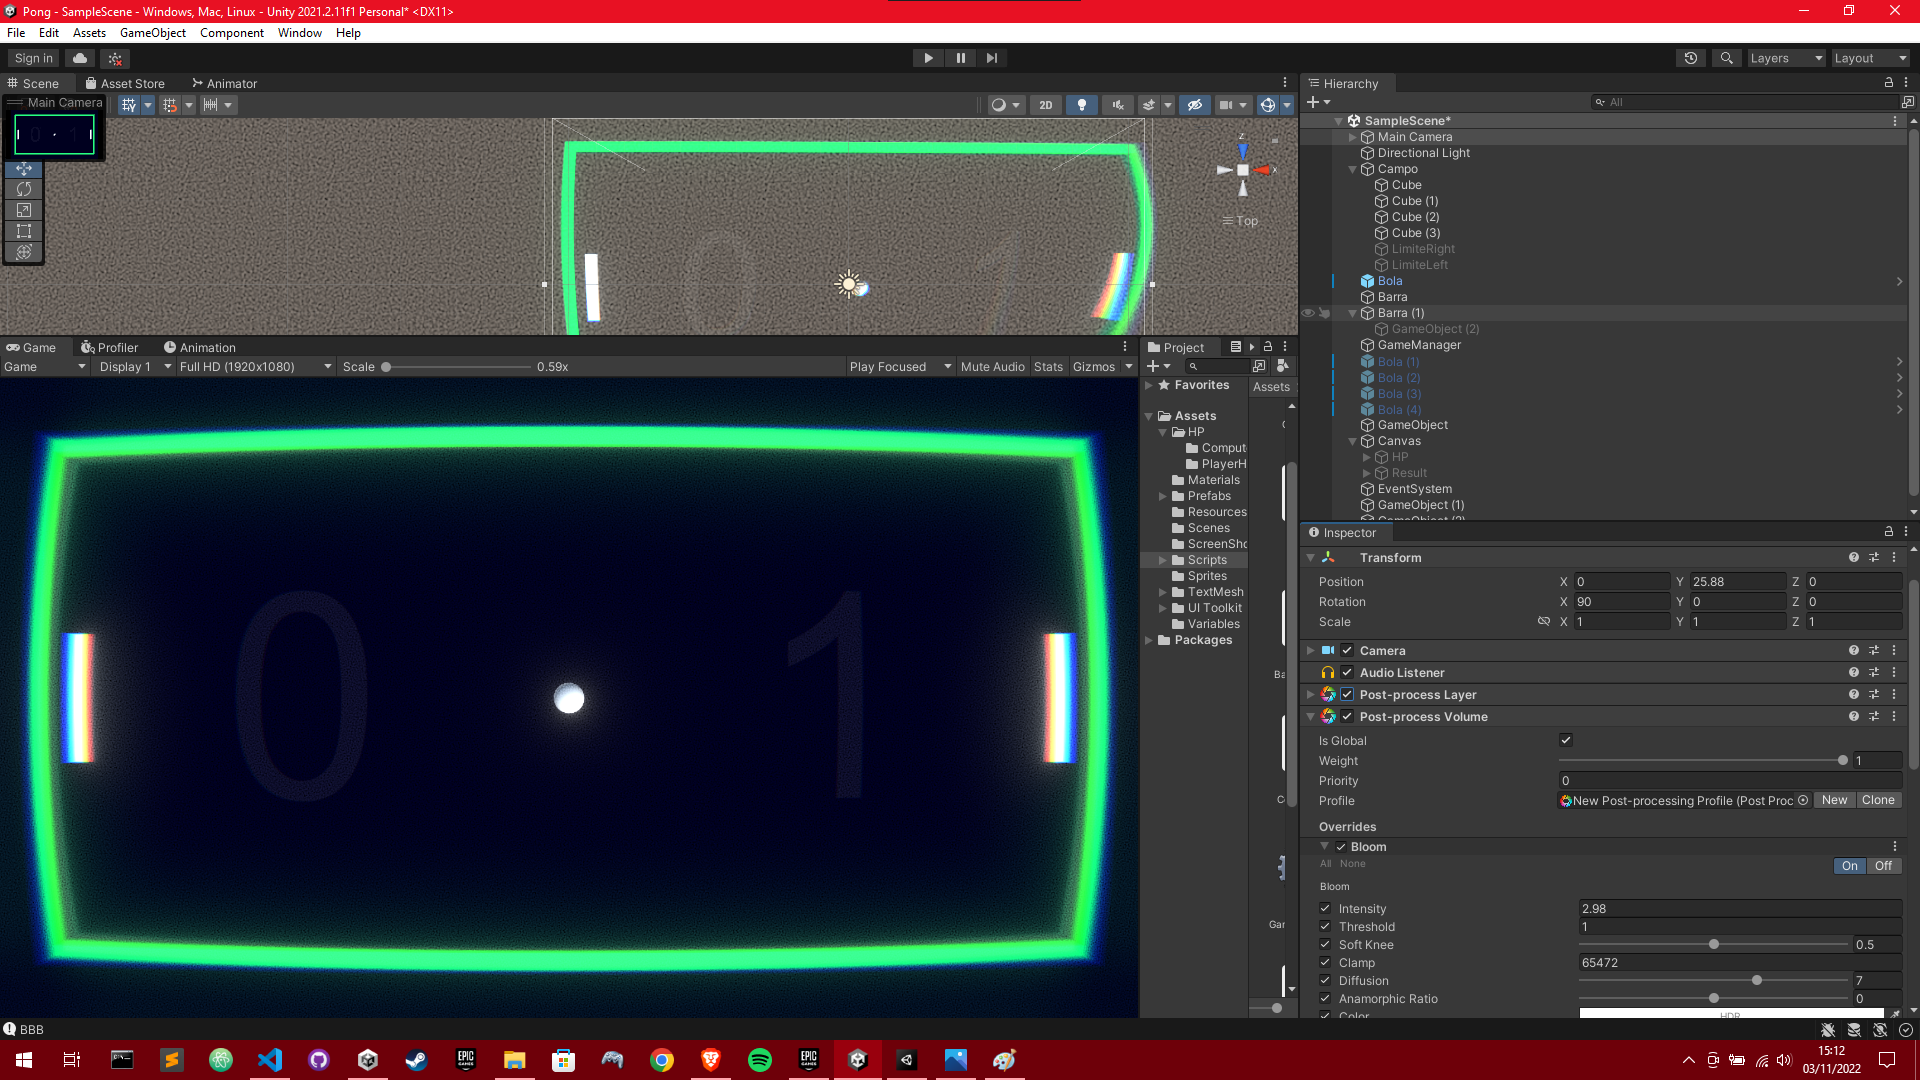 Pong - SampleScene - Windows, Mac, Linux - Unity 2021.2.11f1 Personal* <DX11>
File Edit Assets GameObject Component Window Help
Sign in
Layers
Layout
Scene Asset Store Animator
Main Camera
2D
Z
X
Top
0 1
Game Profiler Animation
Game Display 1 Full HD (1920x1080) Scale 0.59x Play Focused Mute Audio Stats Gizmos
0 1
Project
Favorites
Assets
HP
Comput
PlayerH
Materials
Prefabs
Resources
Scenes
ScreenSho
Scripts
Sprites
TextMesh
UI Toolkit
Variables
Packages
Assets
Ba
Gar
Hierarchy
All
SampleScene*
Main Camera
Directional Light
Campo
Cube
Cube (1)
Cube (2)
Cube (3)
LimiteRight
LimiteLeft
Bola
Barra
Barra (1)
GameObject (2)
GameManager
Bola (1)
Bola (2)
Bola (3)
Bola (4)
GameObject
Canvas
HP
Result
EventSystem
GameObject (1)
Inspector
Transform
Position X 0 Y 25.88 Z 0
Rotation X 90 Y 0 Z 0
Scale X 1 Y 1 Z 1
Camera
Audio Listener
Post-process Layer
Post-process Volume
Is Global
Weight 1
Priority 0
Profile New Post-processing Profile (Post Proc New Clone
Overrides
Bloom
All None On Off
Bloom
Intensity 2.98
Threshold 1
Soft Knee 0.5
Clamp 65472
Diffusion 7
Anamorphic Ratio 0
Color HDR
BBB
EPIC GAMES
EPIC GAMES
15:12
03/11/2022